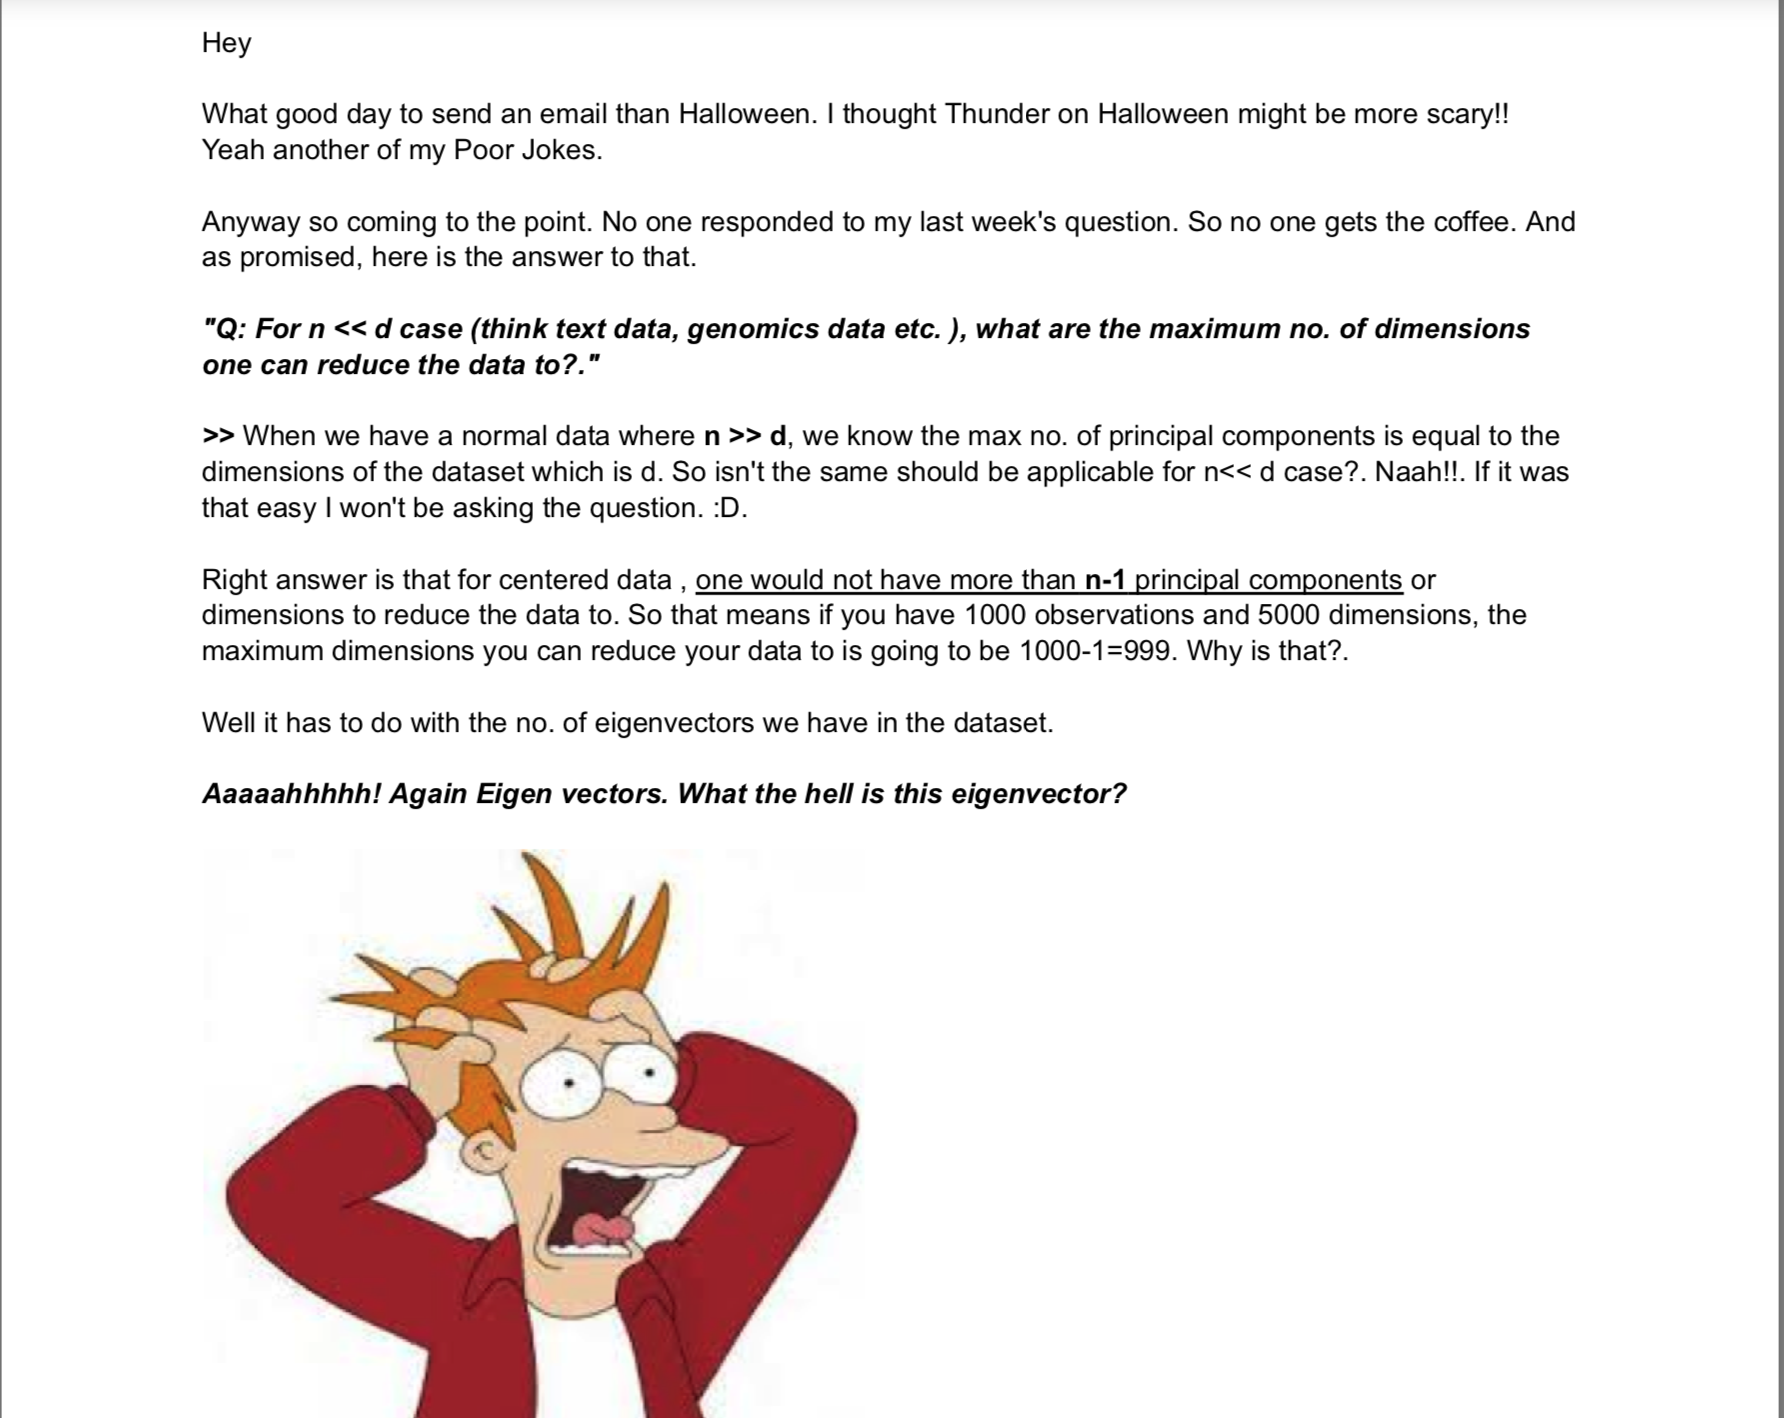 Hey
What good day to send an email than Halloween. I thought Thunder on Halloween might be more scary!!
Yeah another of my Poor Jokes.
Anyway so coming to the point. No one responded to my last week's question. So no one gets the coffee. And
as promised, here is the answer to that.
"Q: For n << d case (think text data, genomics data etc. ), what are the maximum no. of dimensions
one can reduce the data to?."
>> When we have a normal data where n >> d, we know the max no. of principal components is equal to the
dimensions of the dataset which is d. So isn't the same should be applicable for n<< d case?. Naah!!. If it was
that easy I won't be asking the question. :D.
Right answer is that for centered data , one would not have more than n-1 principal components or
dimensions to reduce the data to. So that means if you have 1000 observations and 5000 dimensions, the
maximum dimensions you can reduce your data to is going to be 1000-1=999. Why is that?.
Well it has to do with the no. of eigenvectors we have in the dataset.
Aaaaahhhhh! Again Eigen vectors. What the hell is this eigenvector?